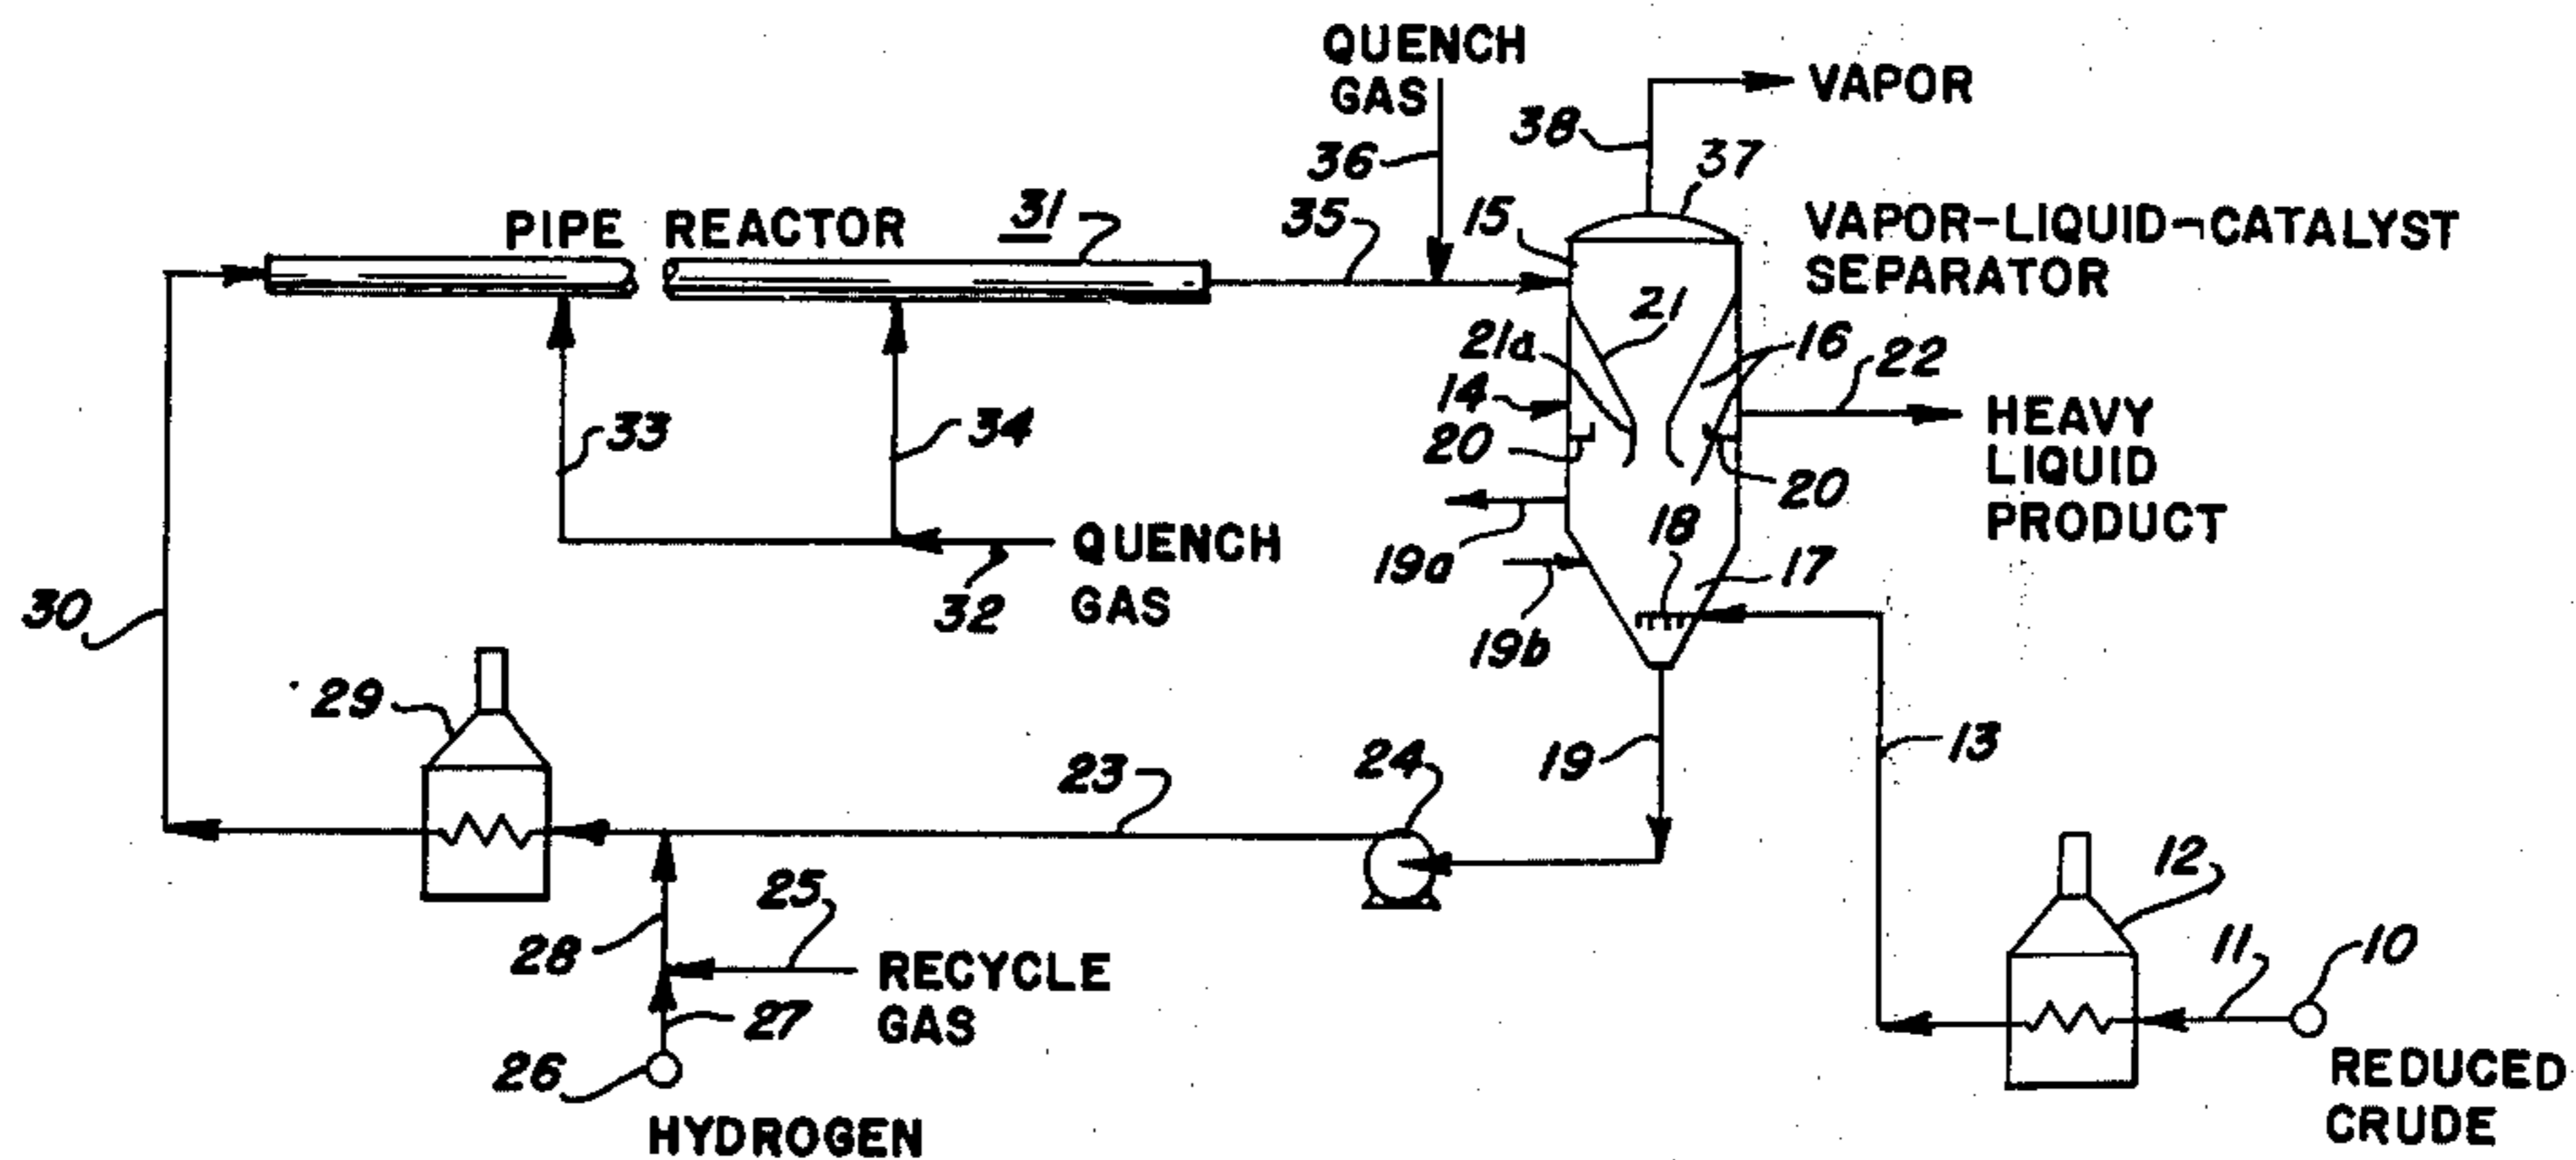 QUENCH
GAS
VAPOR
38
36
37
PIPE REACTOR
31
35
15
VAPOR-LIQUID-CATALYST
SEPARATOR
21
21a
16
22
14
33
34
20
HEAVY
LIQUID
PRODUCT
20
18
QUENCH
GAS
32
19a
17
30
19b
29
23
24
19
13
12
25
28
RECYCLE
GAS
11
10
27
26
REDUCED
CRUDE
HYDROGEN